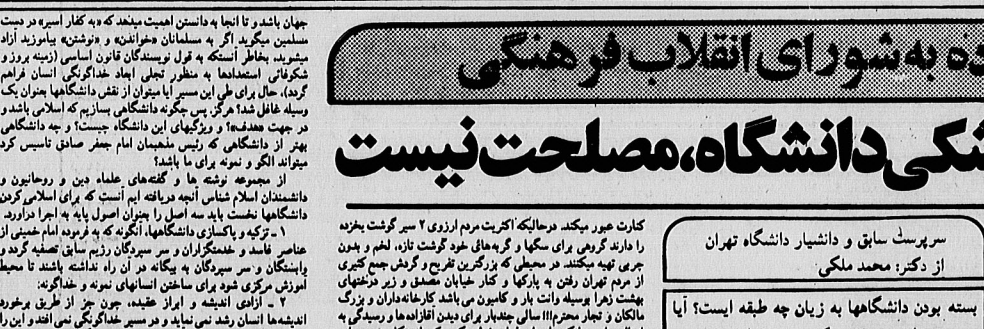 ده به شورای انقلاب فرهنگی
شکی دانشگاه، مصلحت نیست
سرپرست سابق و دانشیار دانشگاه تهران
از دکتر: محمد ملکی
بسته بودن دانشگاهها به زیان چه طبقه ایست؟ آیا
کنارت عبور میکند. درحالیکه اکثریت مردم آرزوی ۲ سیر گوشت یخزده
را دارند گروهی برای سگها و گربه‌های خود گوشت تازه، لخم و بدون
چربی تهیه میکنند. در محیطی که بزرگترین تفریح و گردش جمع کثیری
از مردم تهران رفتن به پارکها و کنار خیابان مصدق و زیر درختهای
بهشت زهرا بوسیله وانت بار و کامیون می باشد کارخانه‌داران و بزرگ
مالکان و تجار محترم!!! سالی چندبار برای دیدن آقازاده‌ها و رسیدگی به
جهان باشد و تا آنجا به دانستن اهمیت میدهد که «به کفار اسیر» در دست
مسلمین میگوید اگر به مسلمانان «خواندن» و «نوشتن» بیاموزید آزاد
میشوید، بخاطر آنستکه به قول نویسندگان قانون اساسی (زمینه بروز و
شکوفائی استعدادها به منظور تجلی ابعاد خداگونگی انسان فراهم
گردد)، حال برای طی این مسیر آیا میتوان از نقش دانشگاهها بعنوان یک
وسیله غافل شد؟ هرگز. پس چگونه دانشگاهی بسازیم که اسلامی باشد و
در جهت «هدف»؟ و ویژگیهای این دانشگاه چیست؟ و چه دانشگاهی
بهتر از دانشگاهی که رئیس مذهبمان امام جعفر صادق تاسیس کرد
میتواند الگو و نمونه برای ما باشد؟
از مجموعه نوشته ها و گفته‌های علماء دین و روحانیون و
دانشمندان اسلام شناس آنچه دریافته ایم آنست که برای اسلامی کردن
دانشگاهها نخست باید سه اصل را بعنوان اصول پایه به اجرا درآورد.
۱ ـ تزکیه و پاکسازی دانشگاهها، آنگونه که به فرموده امام خمینی از
عناصر فاسد و خدمتگزاران و سر سپردگان رژیم سابق تصفیه گردد و
وابستگان و سر سپردگان به بیگانه در آن راه نداشته باشند تا محیط
آموزش مرکزی شود برای ساختن انسانهای نمونه و خداگونه:
۲ ـ آزادی اندیشه و ابراز عقیده، چون جز از طریق برخورد
اندیشه‌ها انسان رشد نمی نماید و در مسیر خداگونگی نمی افتد و این را